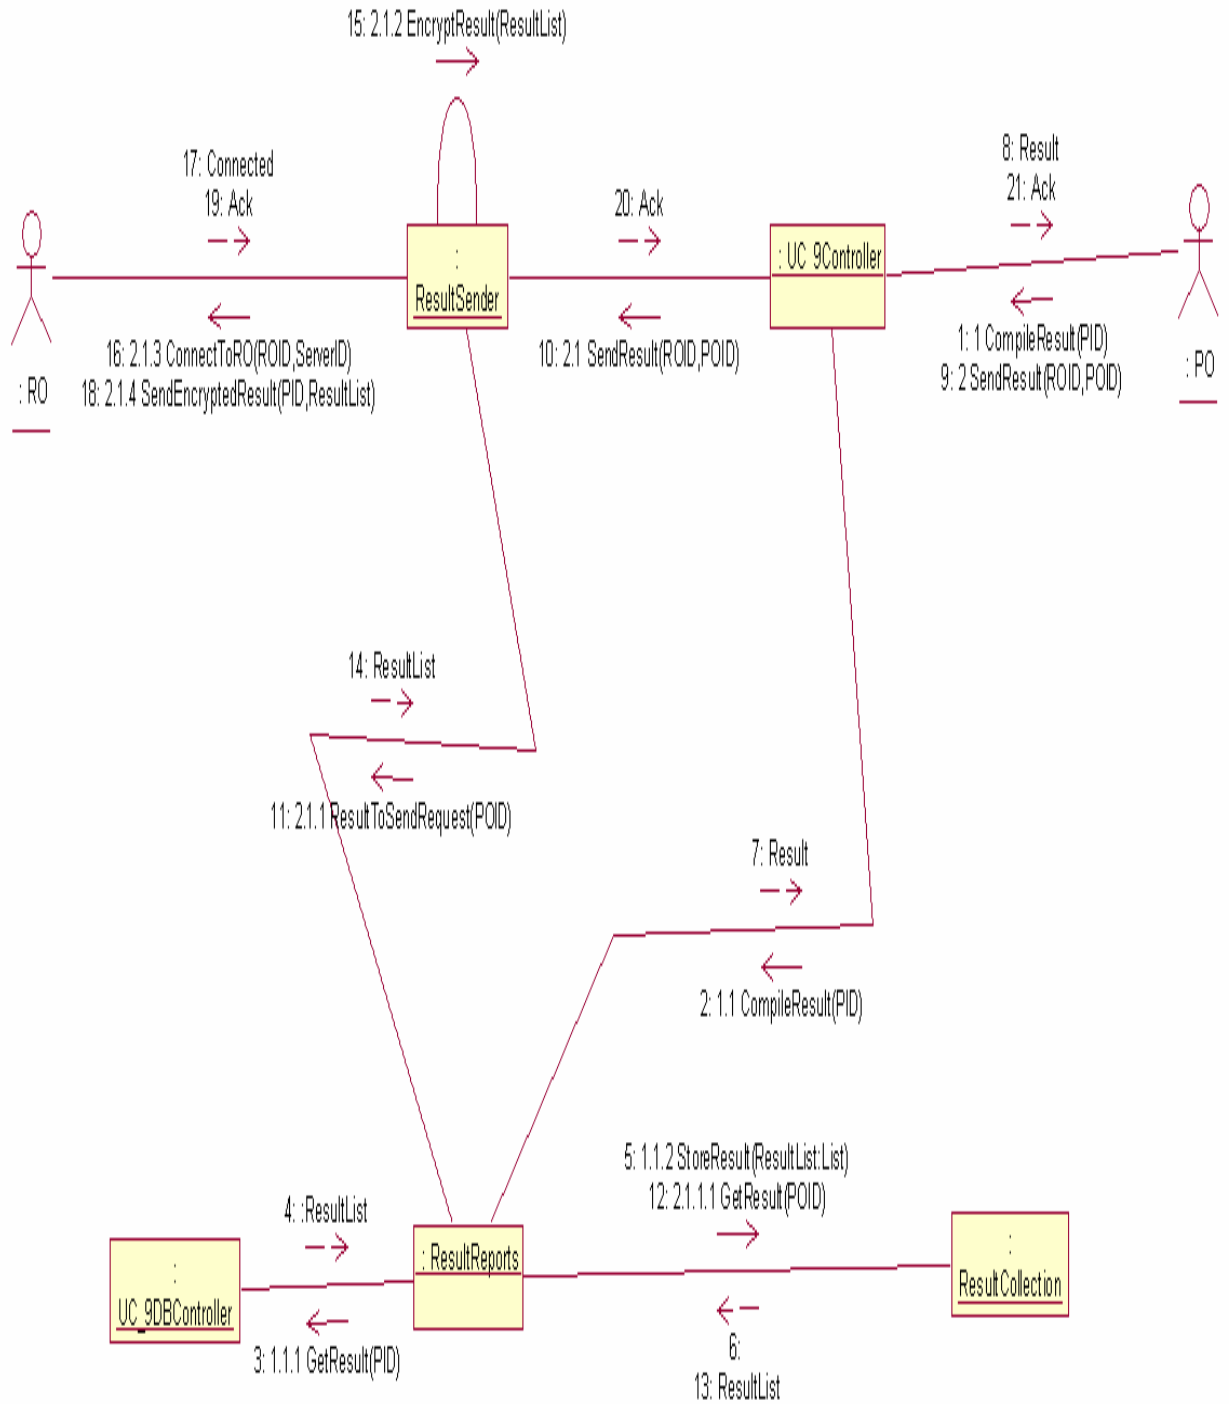 15: 2.1.2 EncryptResult(ResultList)
17: Connected
19: Ack
20: Ack
8: Result
21: Ack
:
ResultSender
: UC_9Controller
16: 2.1.3 ConnectToRO(ROID,ServerID)
18: 2.1.4 SendEncryptedResult(PID,ResultList)
10: 2.1 SendResult(ROID,POID)
1: 1 CompileResult(PID)
9: 2 SendResult(ROID,POID)
: RO
: PO
14: ResultList
11: 2.1.1 ResultToSendRequest(POID)
7: Result
2: 1.1 CompileResult(PID)
5: 1.1.2 StoreResult(ResultList:List)
12: 2.1.1.1 GetResult(POID)
4: :ResultList
: ResultReports
:
UC_9DBController
:
ResultCollection
3: 1.1.1 GetResult(PID)
6:
13: ResultList